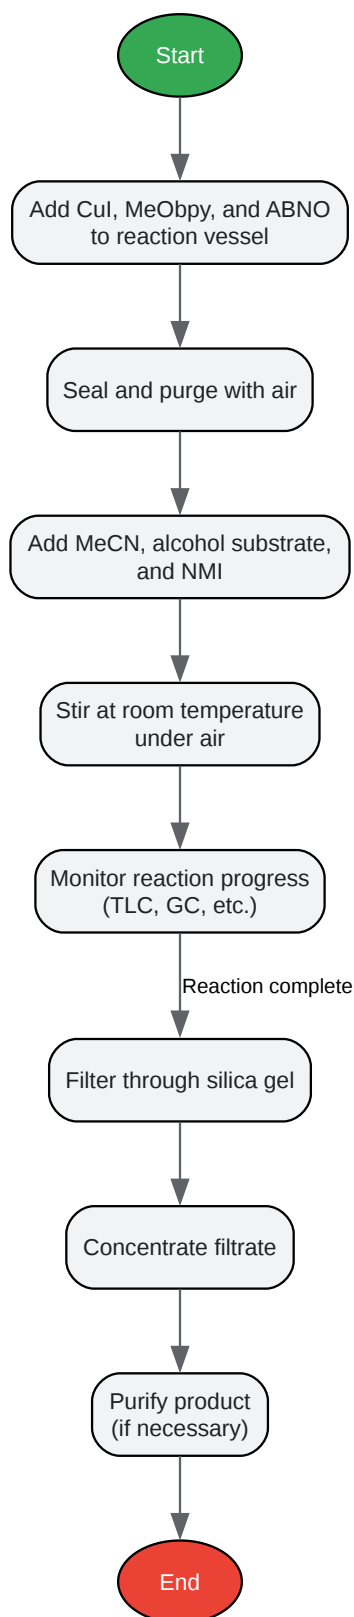 Start
Add CuI, MeObpy, and ABNO
to reaction vessel
Seal and purge with air
Add MeCN, alcohol substrate,
and NMI
Stir at room temperature
under air
Monitor reaction progress
(TLC, GC, etc.)
Reaction complete
Filter through silica gel
Concentrate filtrate
Purify product
(if necessary)
End